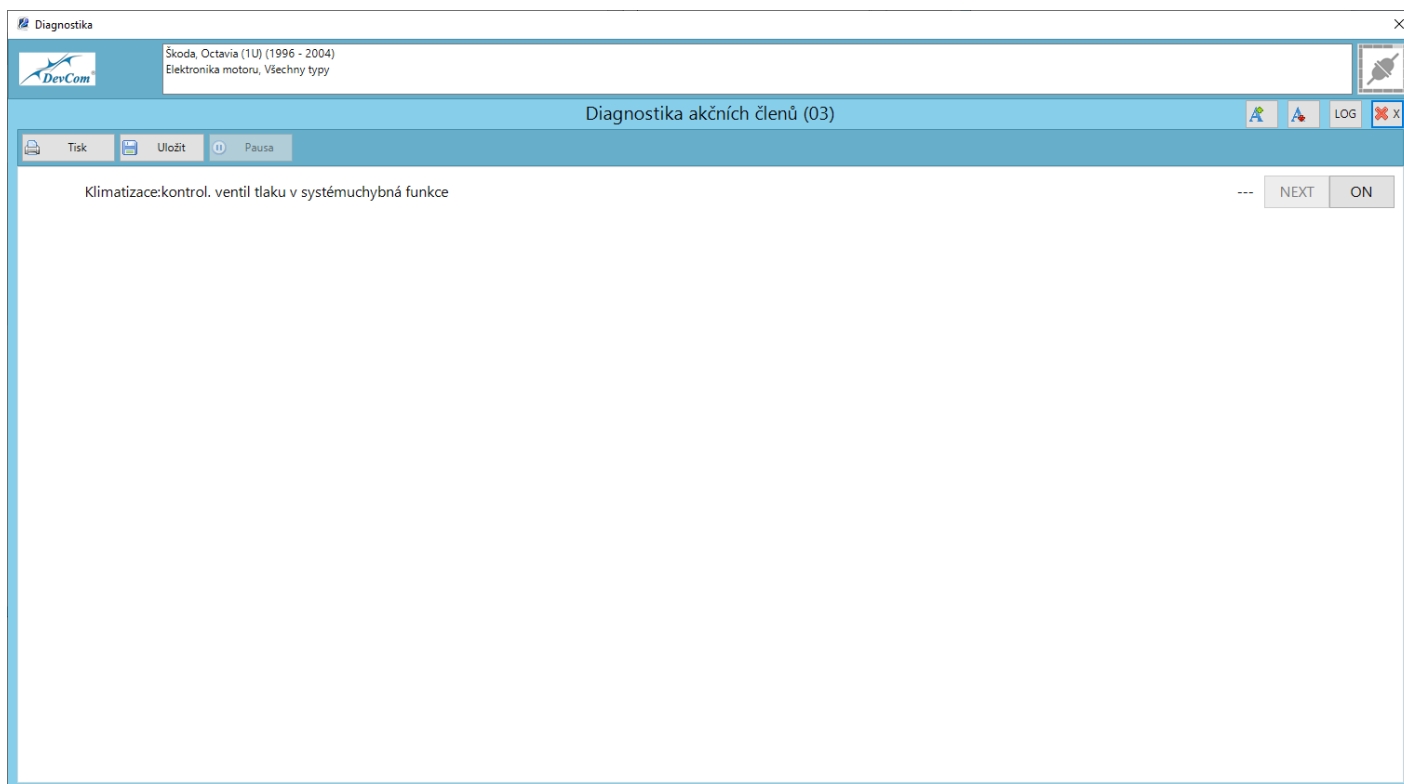 Diagnostika
DevCom
Škoda, Octavia (1U) (1996 - 2004)
Elektronika motoru, Všechny typy
Diagnostika akčních členů (03)
LOG
X
Tisk
Uložit
Pausa
Klimatizace:kontrol. ventil tlaku v systémuchybná funkce
---
NEXT
ON